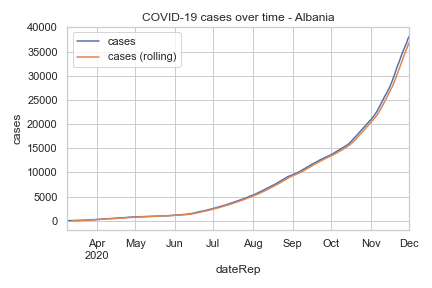 COVID-19 cases over time - Albania
cases
cases (rolling)
40000
35000
30000
25000
20000
15000
10000
5000
0
cases
Apr May Jun Jul Aug Sep Oct Nov Dec
2020
dateRep